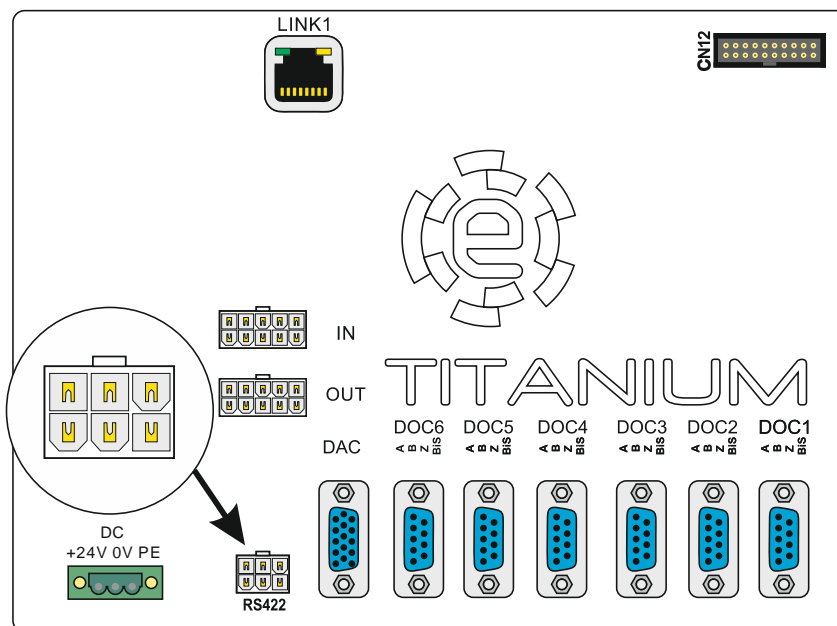 LINK1
CN12
e
IN
TITANIUM
OUT
DAC
DOC6
A B Z BiS
DOC5
A B Z BiS
DOC4
A B Z BiS
DOC3
A B Z BiS
DOC2
A B Z BiS
DOC1
A B Z BiS
DC
+24V 0V PE
RS422